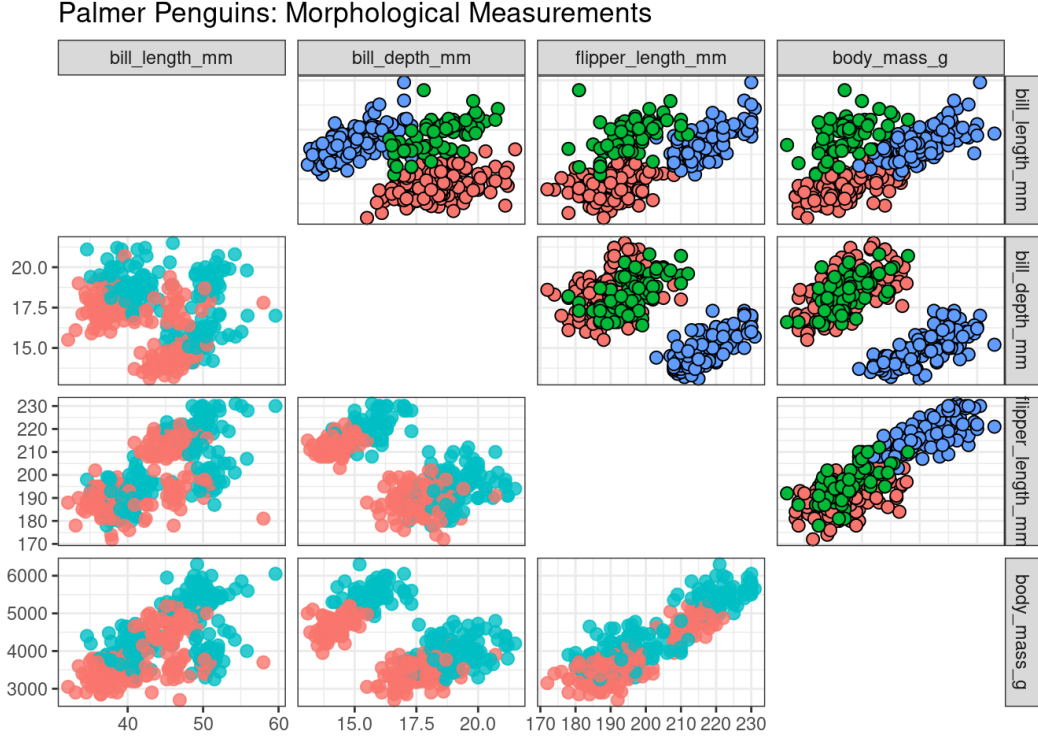 Palmer Penguins: Morphological Measurements
bill_length_mm
bill_depth_mm
flipper_length_mm
body_mass_g
bill_length_mm
20.0
17.5
15.0
bill_depth_mm
230
220
210
200
190
180
170
flipper_length_mm
6000
5000
4000
3000
body_mass_g
40 50 60
15.0 17.5 20.0
170 180 190 200 210 220 230